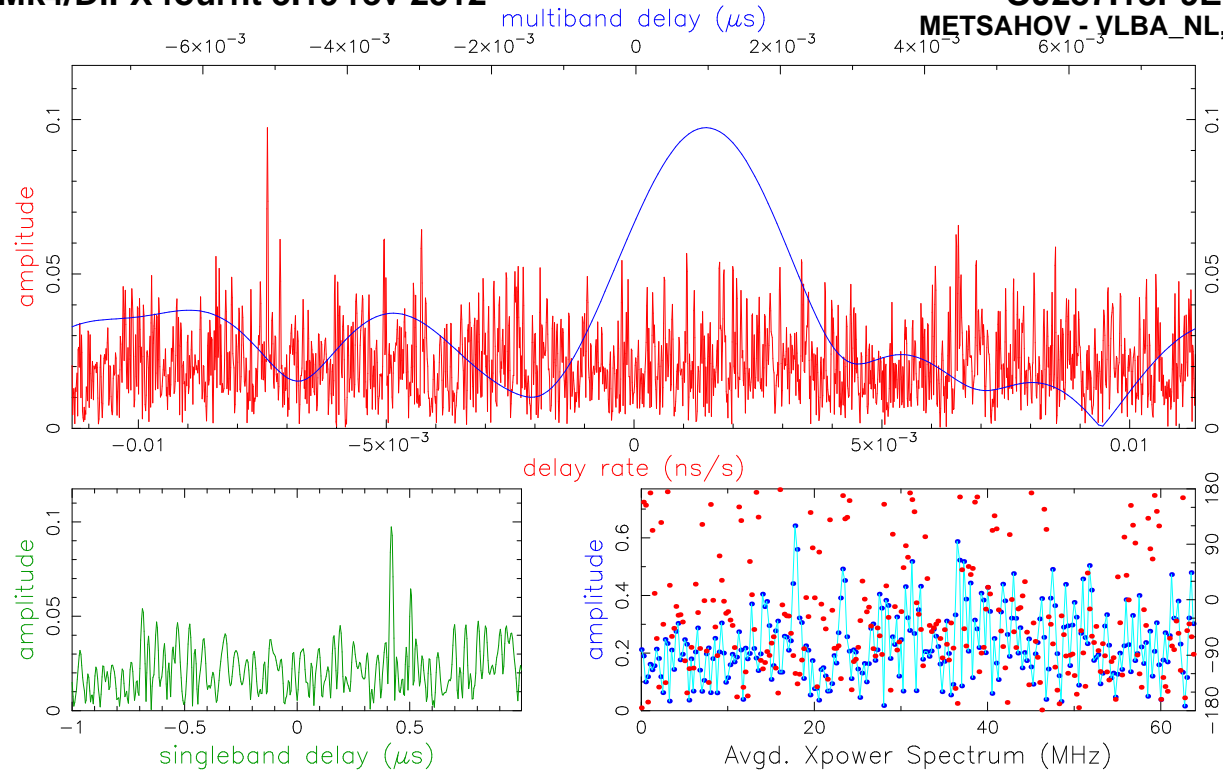 multiband delay (μs)
METSAHOV - VLBA_NL,
−6×10⁻³ −4×10⁻³ −2×10⁻³ 0 2×10⁻³ 4×10⁻³ 6×10⁻³
0.1 0.1
0.05 0.05
0 0
amplitude
−0.01 −5×10⁻³ 0 5×10⁻³ 0.01
delay rate (ns/s)
0.1
0.05
0
amplitude
−1 −0.5 0 0.5
singleband delay (μs)
0.6
0.4
0.2
0
amplitude
180
90
0
−90
−180
0 20 40 60
Avgd. Xpower Spectrum (MHz)